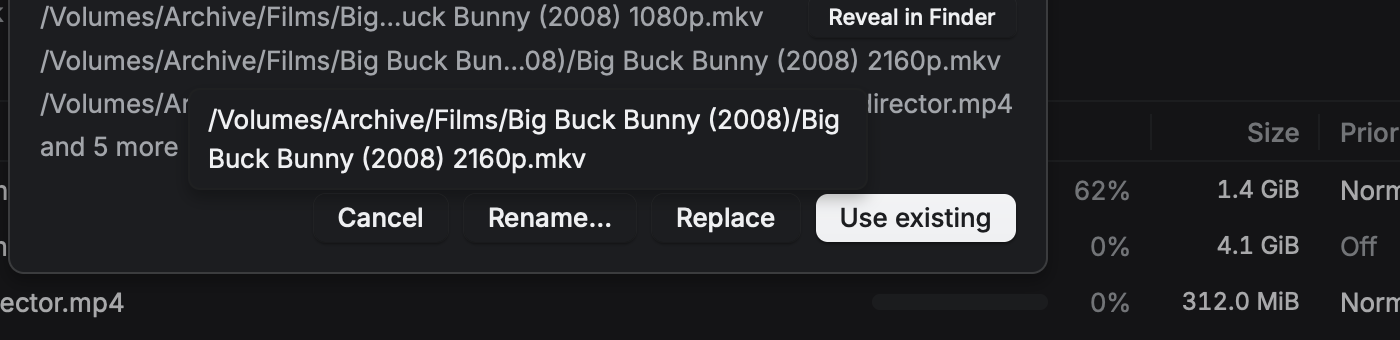 /Volumes/Archive/Films/Big...uck Bunny (2008) 1080p.mkv Reveal in Finder
/Volumes/Archive/Films/Big Buck Bun...08)/Big Buck Bunny (2008) 2160p.mkv
/Volumes/Ar director.mp4
/Volumes/Archive/Films/Big Buck Bunny (2008)/Big
Buck Bunny (2008) 2160p.mkv
and 5 more
Size Prior
62% 1.4 GiB Norm
Cancel Rename... Replace Use existing
0% 4.1 GiB Off
ector.mp4 0% 312.0 MiB Norm